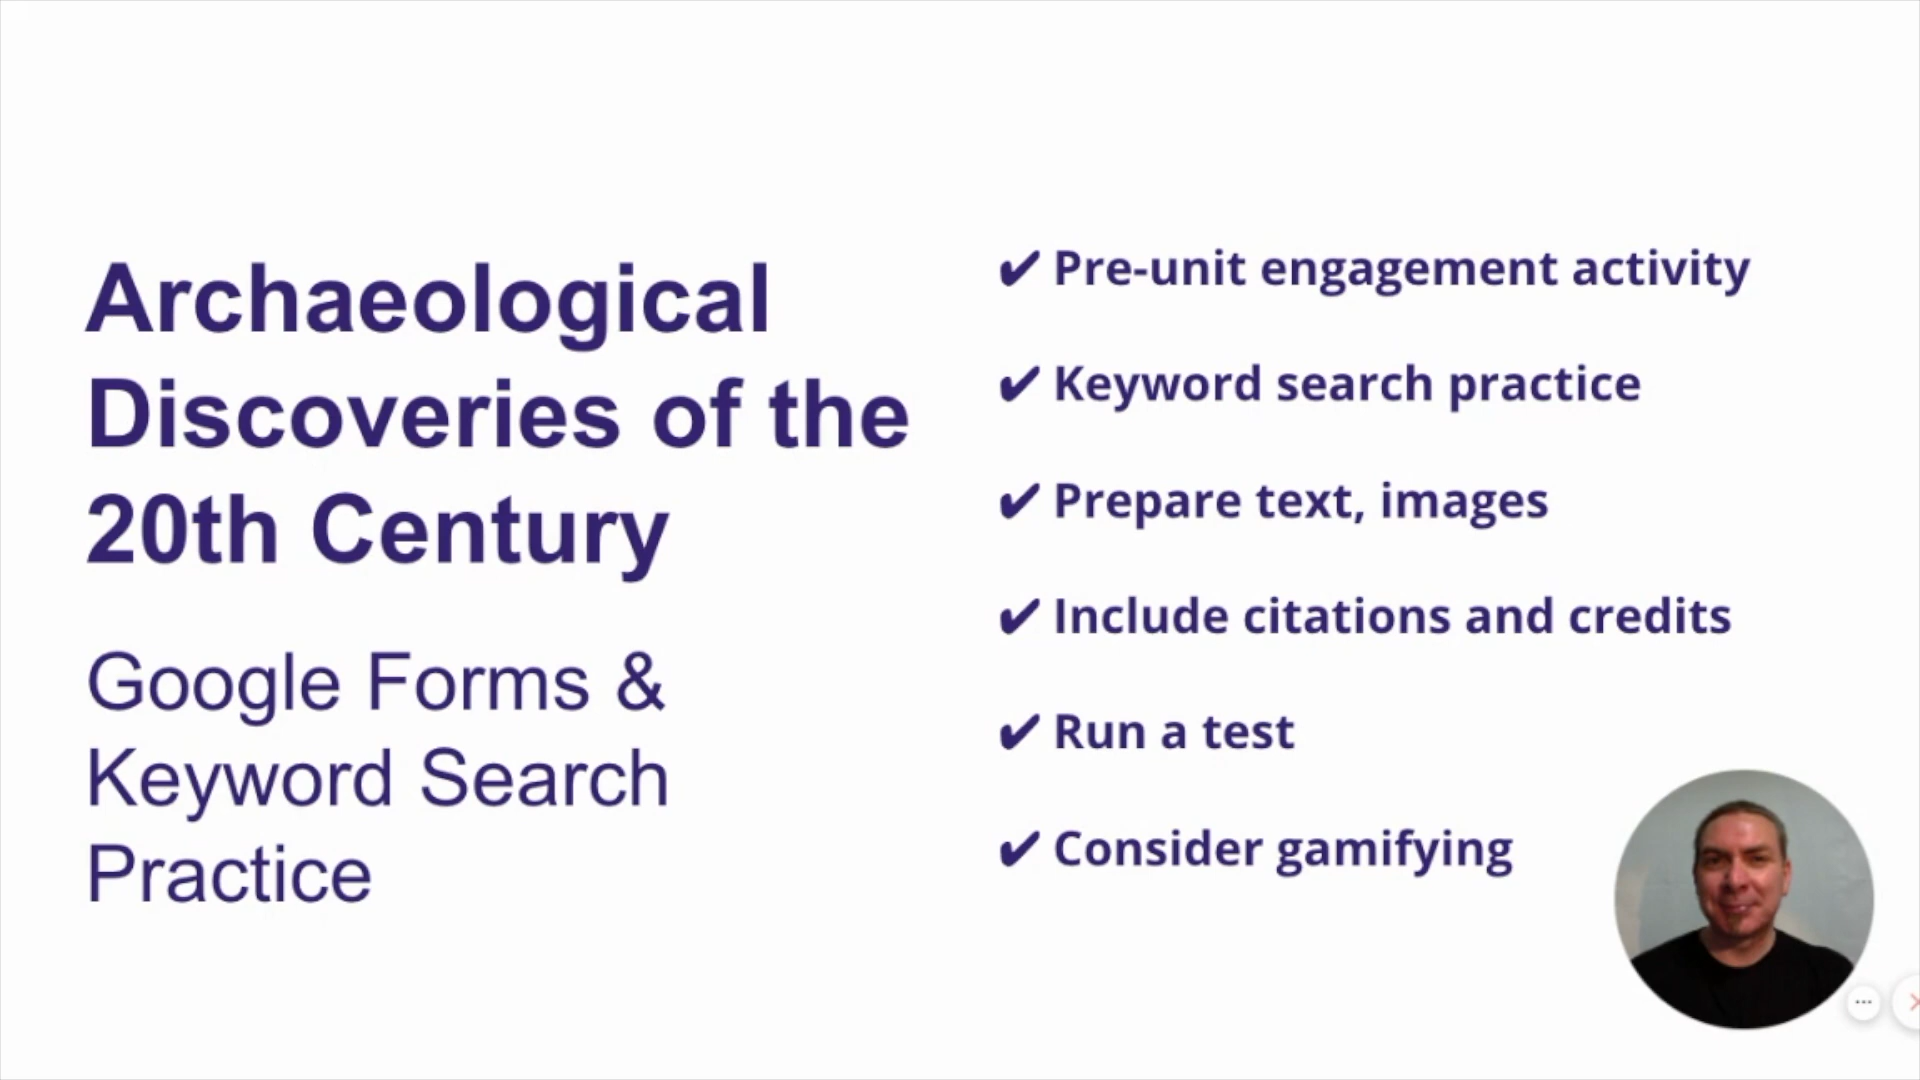 Archaeological
Discoveries of the
20th Century
Google Forms &
Keyword Search
Practice
✔ Pre-unit engagement activity
✔ Keyword search practice
✔ Prepare text, images
✔ Include citations and credits
✔ Run a test
✔ Consider gamifying